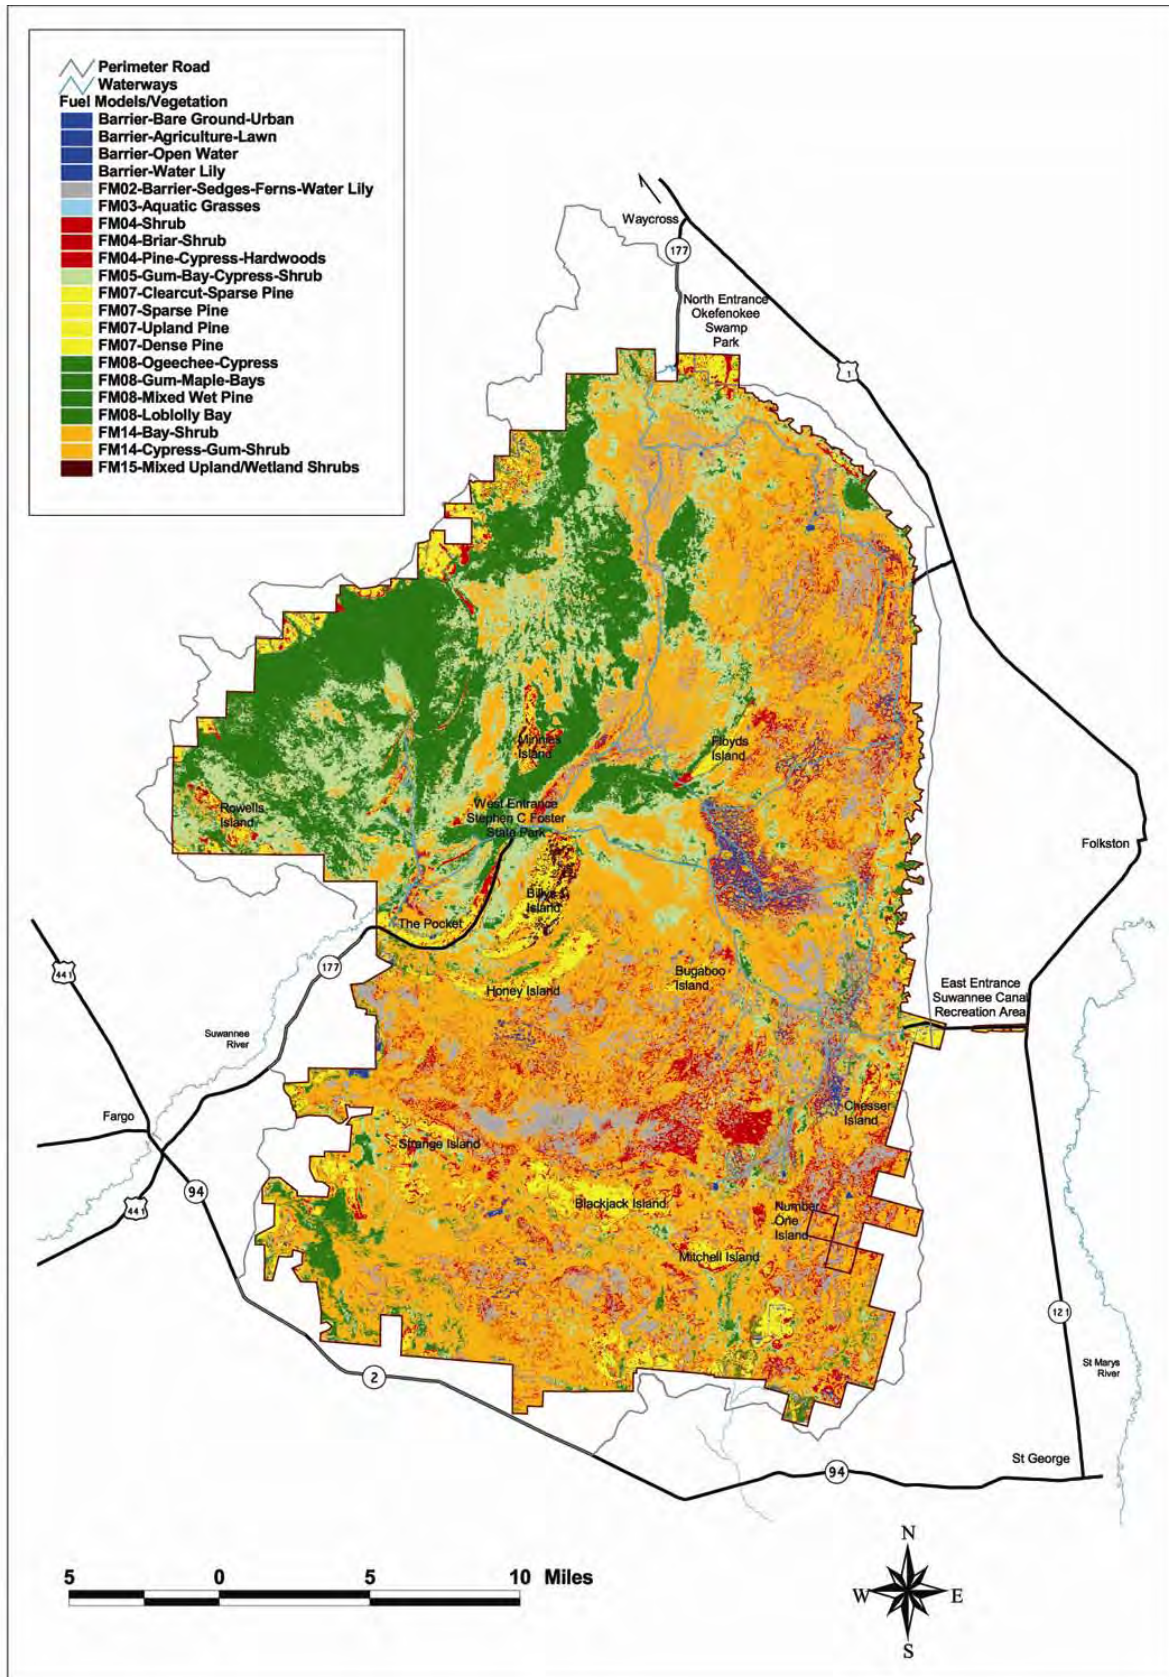 Perimeter Road
Waterways
Fuel Models/Vegetation
Barrier-Bare Ground-Urban
Barrier-Agriculture-Lawn
Barrier-Open Water
Barrier-Water Lily
FM02-Barrier-Sedges-Ferns-Water Lily
FM03-Aquatic Grasses
FM04-Shrub
FM04-Briar-Shrub
FM04-Pine-Cypress-Hardwoods
FM05-Gum-Bay-Cypress-Shrub
FM07-Clearcut-Sparse Pine
FM07-Sparse Pine
FM07-Upland Pine
FM07-Dense Pine
FM08-Ogeechee-Cypress
FM08-Gum-Maple-Bays
FM08-Mixed Wet Pine
FM08-Loblolly Bay
FM14-Bay-Shrub
FM14-Cypress-Gum-Shrub
FM15-Mixed Upland/Wetland Shrubs
Waycross
177
North Entrance
Okefenokee
Swamp
Park
1
Minnies
Island
Floyds
Island
Rowells
Island
West Entrance
Stephen C Foster
State Park
Folkston
Billys
Island
The Pocket
441
177
Honey Island
Bugaboo
Island
East Entrance
Suwannee Canal
Recreation Area
Suwannee
River
Fargo
Chesser
Island
Strange Island
94
441
Blackjack Island
Number
One
Island
Mitchell Island
121
St Marys
River
2
St George
94
5 0 5 10 Miles
N
W E
S